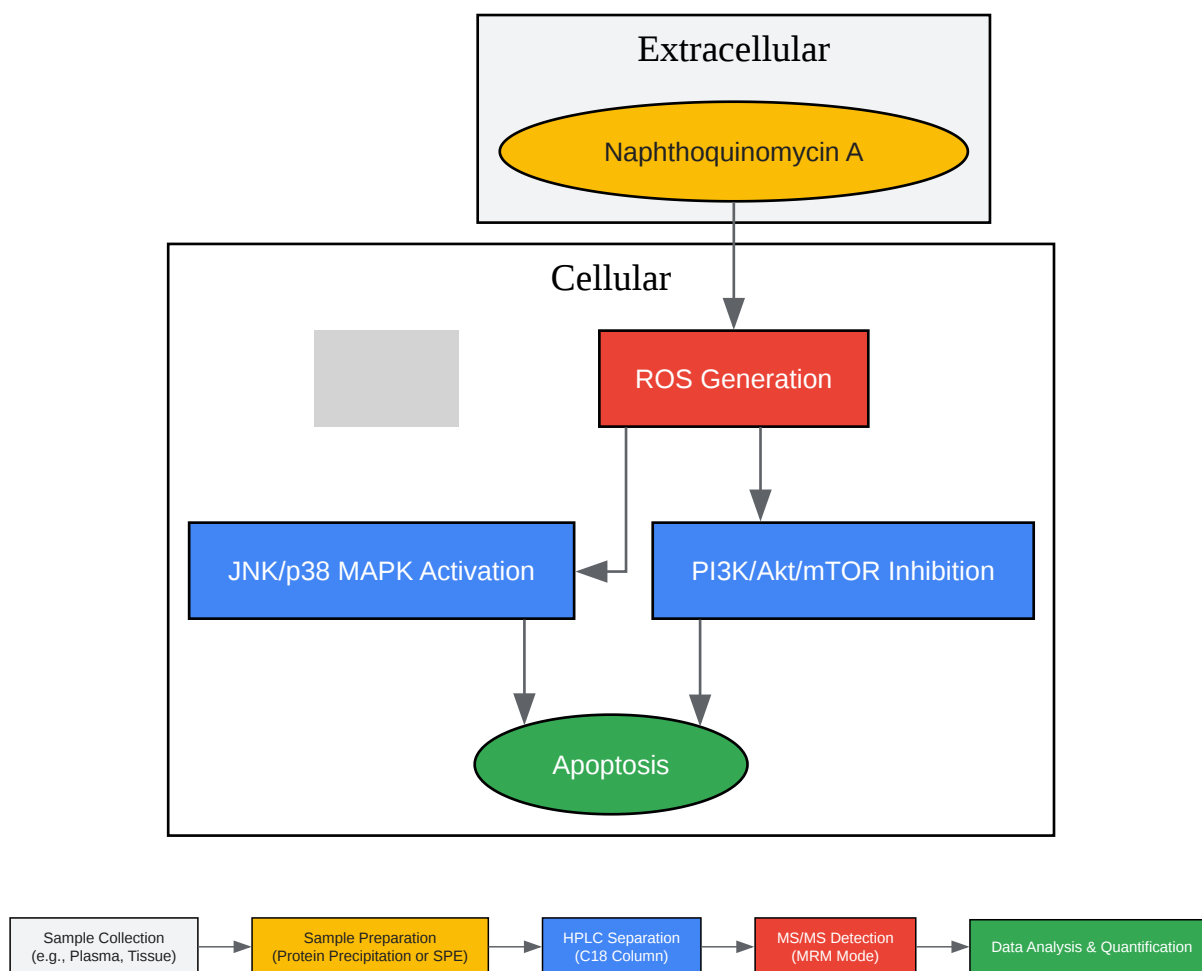 Extracellular
Naphthoquinomycin A
Cellular
ROS Generation
JNK/p38 MAPK Activation
PI3K/Akt/mTOR Inhibition
Apoptosis
Sample Collection
(e.g., Plasma, Tissue)
Sample Preparation
(Protein Precipitation or SPE)
HPLC Separation
(C18 Column)
MS/MS Detection
(MRM Mode)
Data Analysis & Quantification